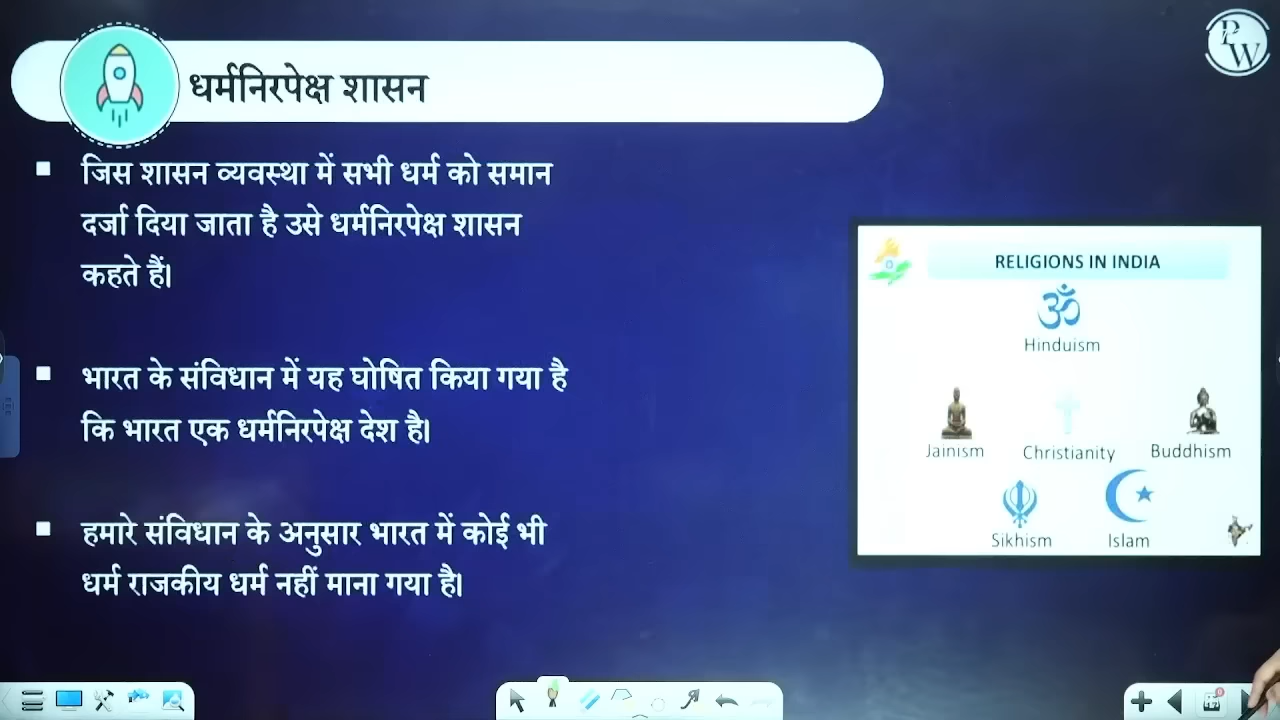 PW
धर्मनिरपेक्ष शासन
जिस शासन व्यवस्था में सभी धर्म को समान
दर्जा दिया जाता है उसे धर्मनिरपेक्ष शासन
कहते हैं।
भारत के संविधान में यह घोषित किया गया है
कि भारत एक धर्मनिरपेक्ष देश है।
हमारे संविधान के अनुसार भारत में कोई भी
धर्म राजकीय धर्म नहीं माना गया है।
RELIGIONS IN INDIA
ॐ
Hinduism
Jainism Christianity Buddhism
Sikhism Islam